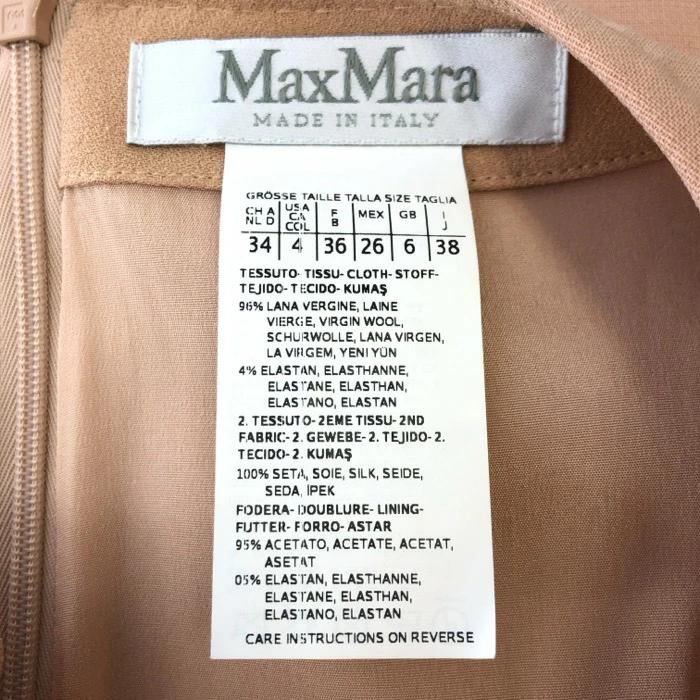 MaxMara
MADE IN ITALY
GRÖSSE TAILLE TALLA SIZE TAGLIA
CH A NL D USA CA COL F B MEX GB I J
34 4 36 26 6 38
TESSUTO- TISSU- CLOTH- STOFF-
TEJIDO- TECIDO- KUMAŞ
96% LANA VERGINE, LAINE
VIERGE, VIRGIN WOOL,
SCHURWOLLE, LANA VIRGEN,
LA VIRGEM, YENI YÜN
4% ELASTAN, ELASTHANNE,
ELASTANE, ELASTHAN,
ELASTANO, ELASTAN
2. TESSUTO- 2EME TISSU- 2ND
FABRIC- 2. GEWEBE- 2. TEJIDO- 2.
TECIDO- 2. KUMAŞ
100% SETA, SOIE, SILK, SEIDE,
SEDA, İPEK
FODERA- DOUBLURE- LINING-
FUTTER- FORRO- ASTAR
95% ACETATO, ACETATE, ACETAT,
ASETAT
05% ELASTAN, ELASTHANNE,
ELASTANE, ELASTHAN,
ELASTANO, ELASTAN
CARE INSTRUCTIONS ON REVERSE